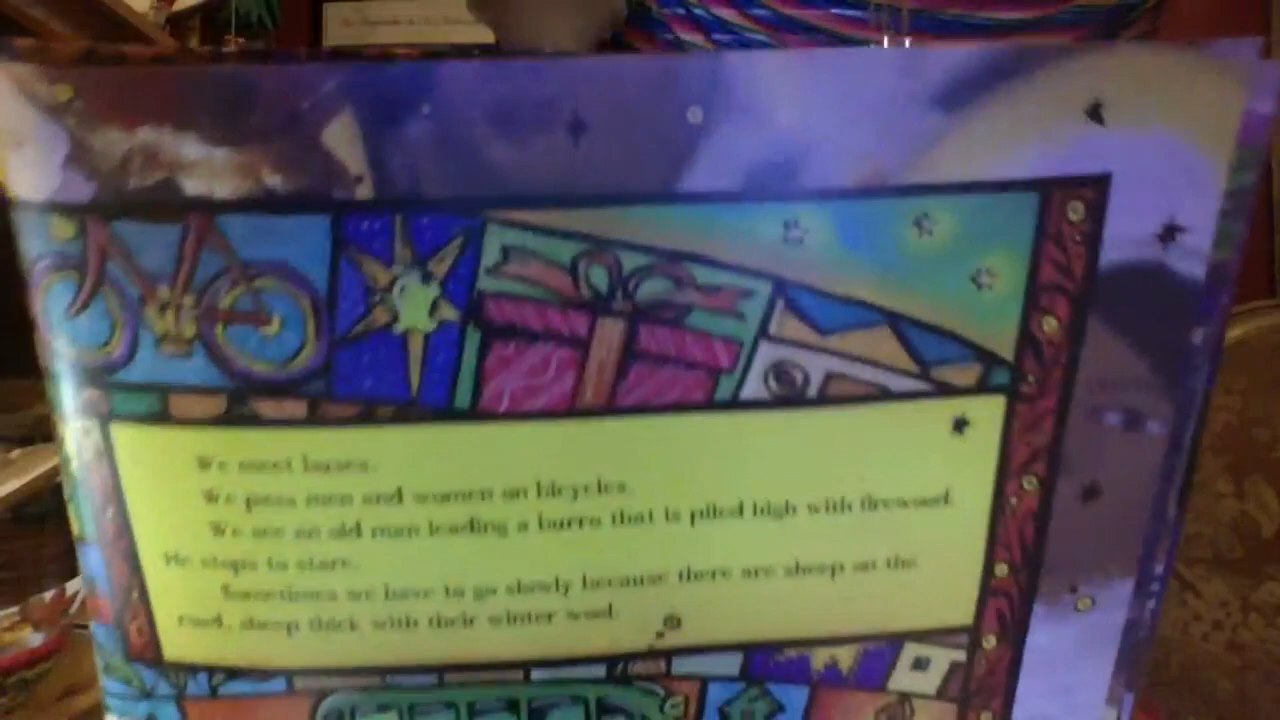 We meet buses.
We pass men and women on bicycles.
We see an old man leading a burro that is piled high with firewood.
He stops to stare.
Sometimes we have to go slowly because there are sheep on the
road, sheep thick with their winter wool.